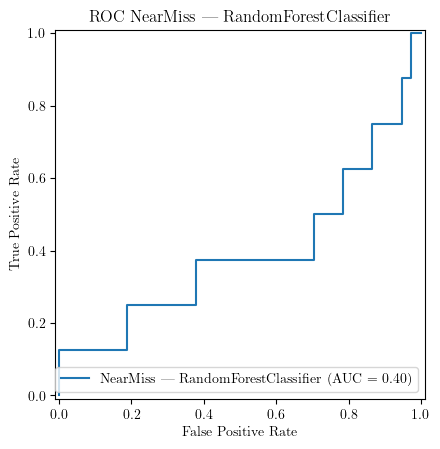 ROC NearMiss — RandomForestClassifier
1.0
0.8
0.6
0.4
0.2
0.0
True Positive Rate
NearMiss — RandomForestClassifier (AUC = 0.40)
0.0 0.2 0.4 0.6 0.8 1.0
False Positive Rate